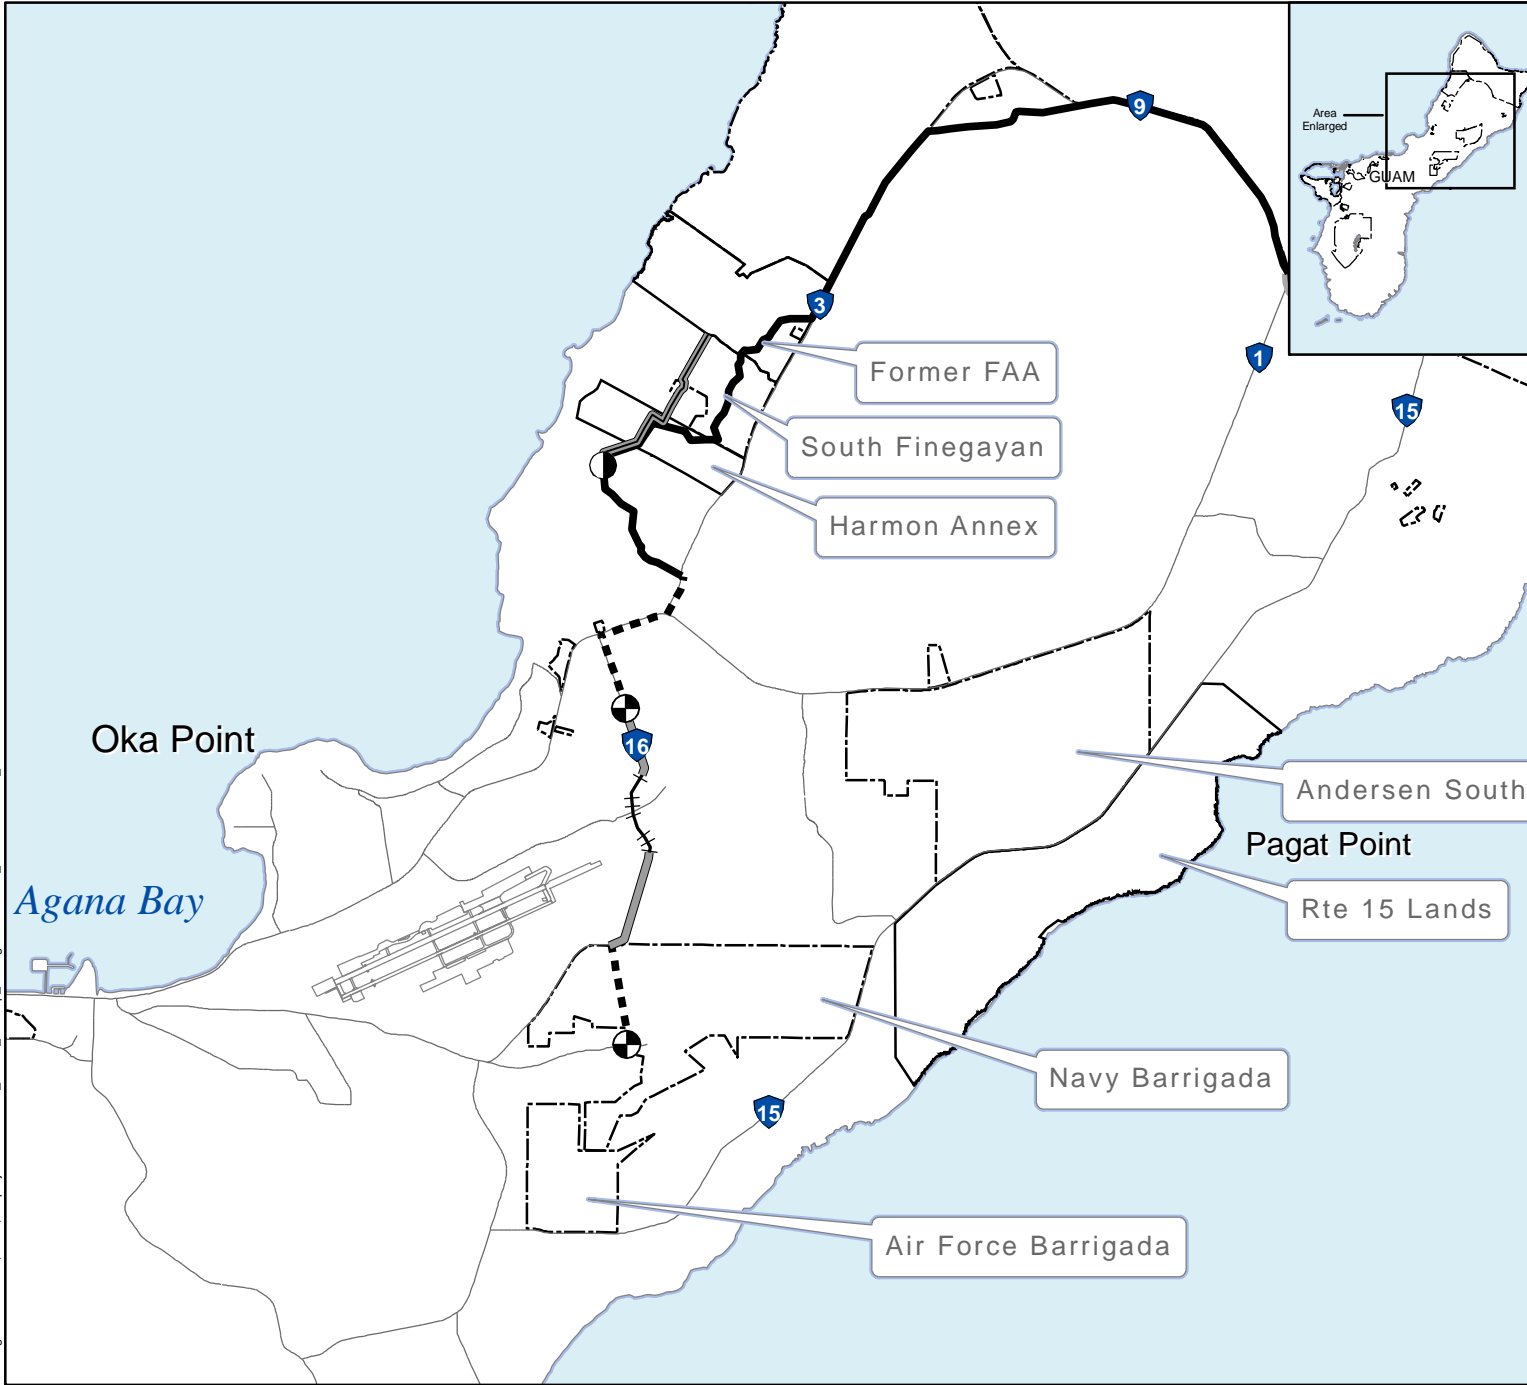 9
Area
Enlarged
GUAM
3
1
Former FAA
15
South Finegayan
Harmon Annex
Oka Point
16
Andersen South
Pagat Point
Agana Bay
Rte 15 Lands
Navy Barrigada
15
Air Force Barrigada